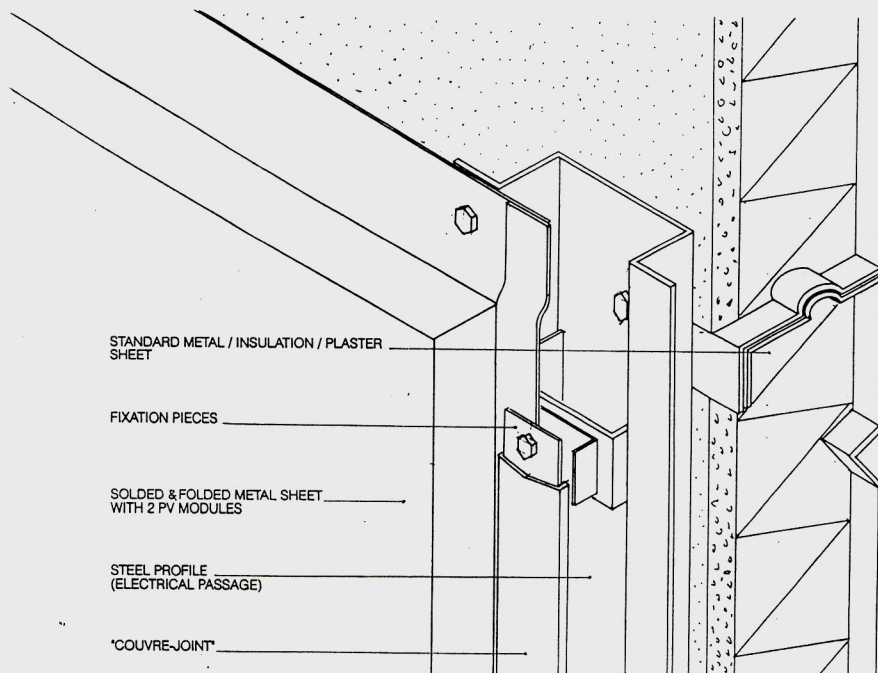 STANDARD METAL / INSULATION / PLASTER
SHEET
FIXATION PIECES
SOLDED & FOLDED METAL SHEET
WITH 2 PV MODULES
STEEL PROFILE
(ELECTRICAL PASSAGE)
"COUVRE-JOINT"